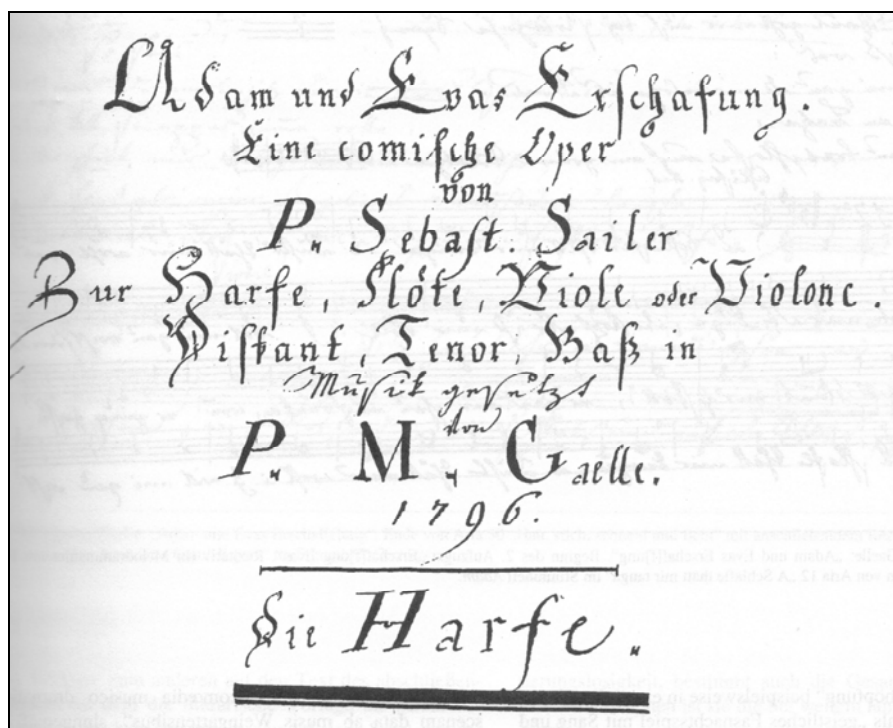 Adam und Evas Erschafung.
Eine comische Oper
von
P. Sebast. Sailer
Zur Harfe, Flöte, Viole oder Violonc.
Diskant, Tenor, Baß in
Musik gesetzt
von
P. M. Gaelle.
1796.
Die Harfe.